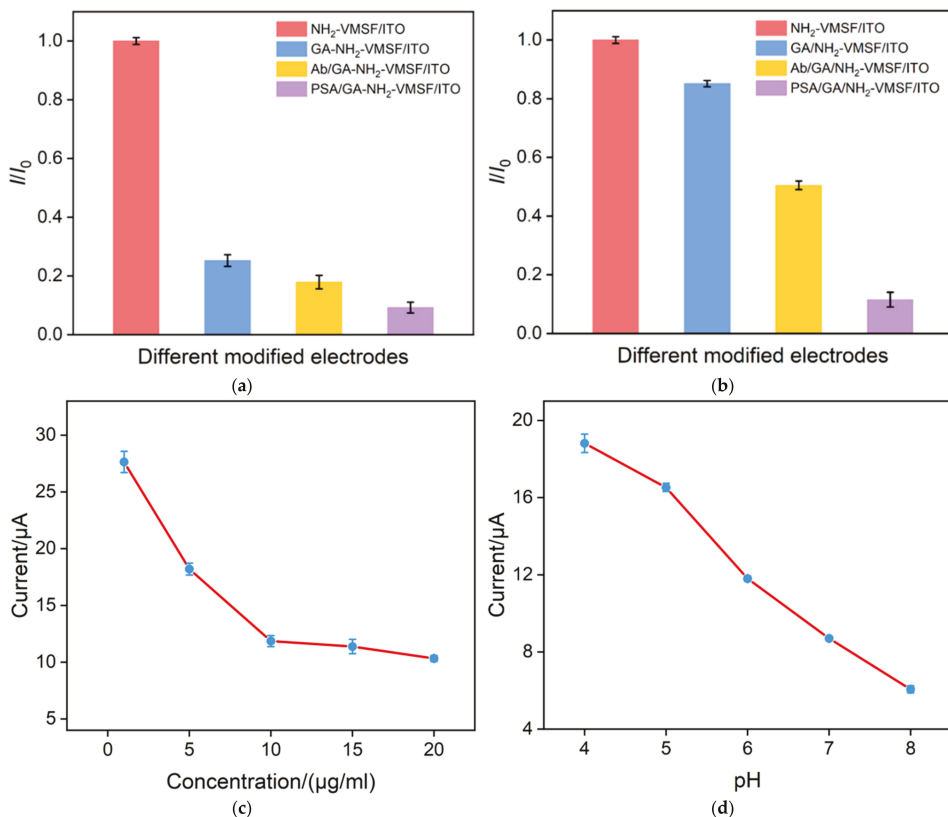 NH₂-VMSF/ITO
GA-NH₂-VMSF/ITO
Ab/GA-NH₂-VMSF/ITO
PSA/GA-NH₂-VMSF/ITO
I/I₀
1.0
0.8
0.6
0.4
0.2
0.0
Different modified electrodes
(a)
NH₂-VMSF/ITO
GA/NH₂-VMSF/ITO
Ab/GA/NH₂-VMSF/ITO
PSA/GA/NH₂-VMSF/ITO
I/I₀
1.0
0.8
0.6
0.4
0.2
0.0
Different modified electrodes
(b)
Current/μA
30
25
20
15
10
5
0 5 10 15 20
Concentration/(μg/ml)
(c)
Current/μA
20
16
12
8
4
4 5 6 7 8
pH
(d)